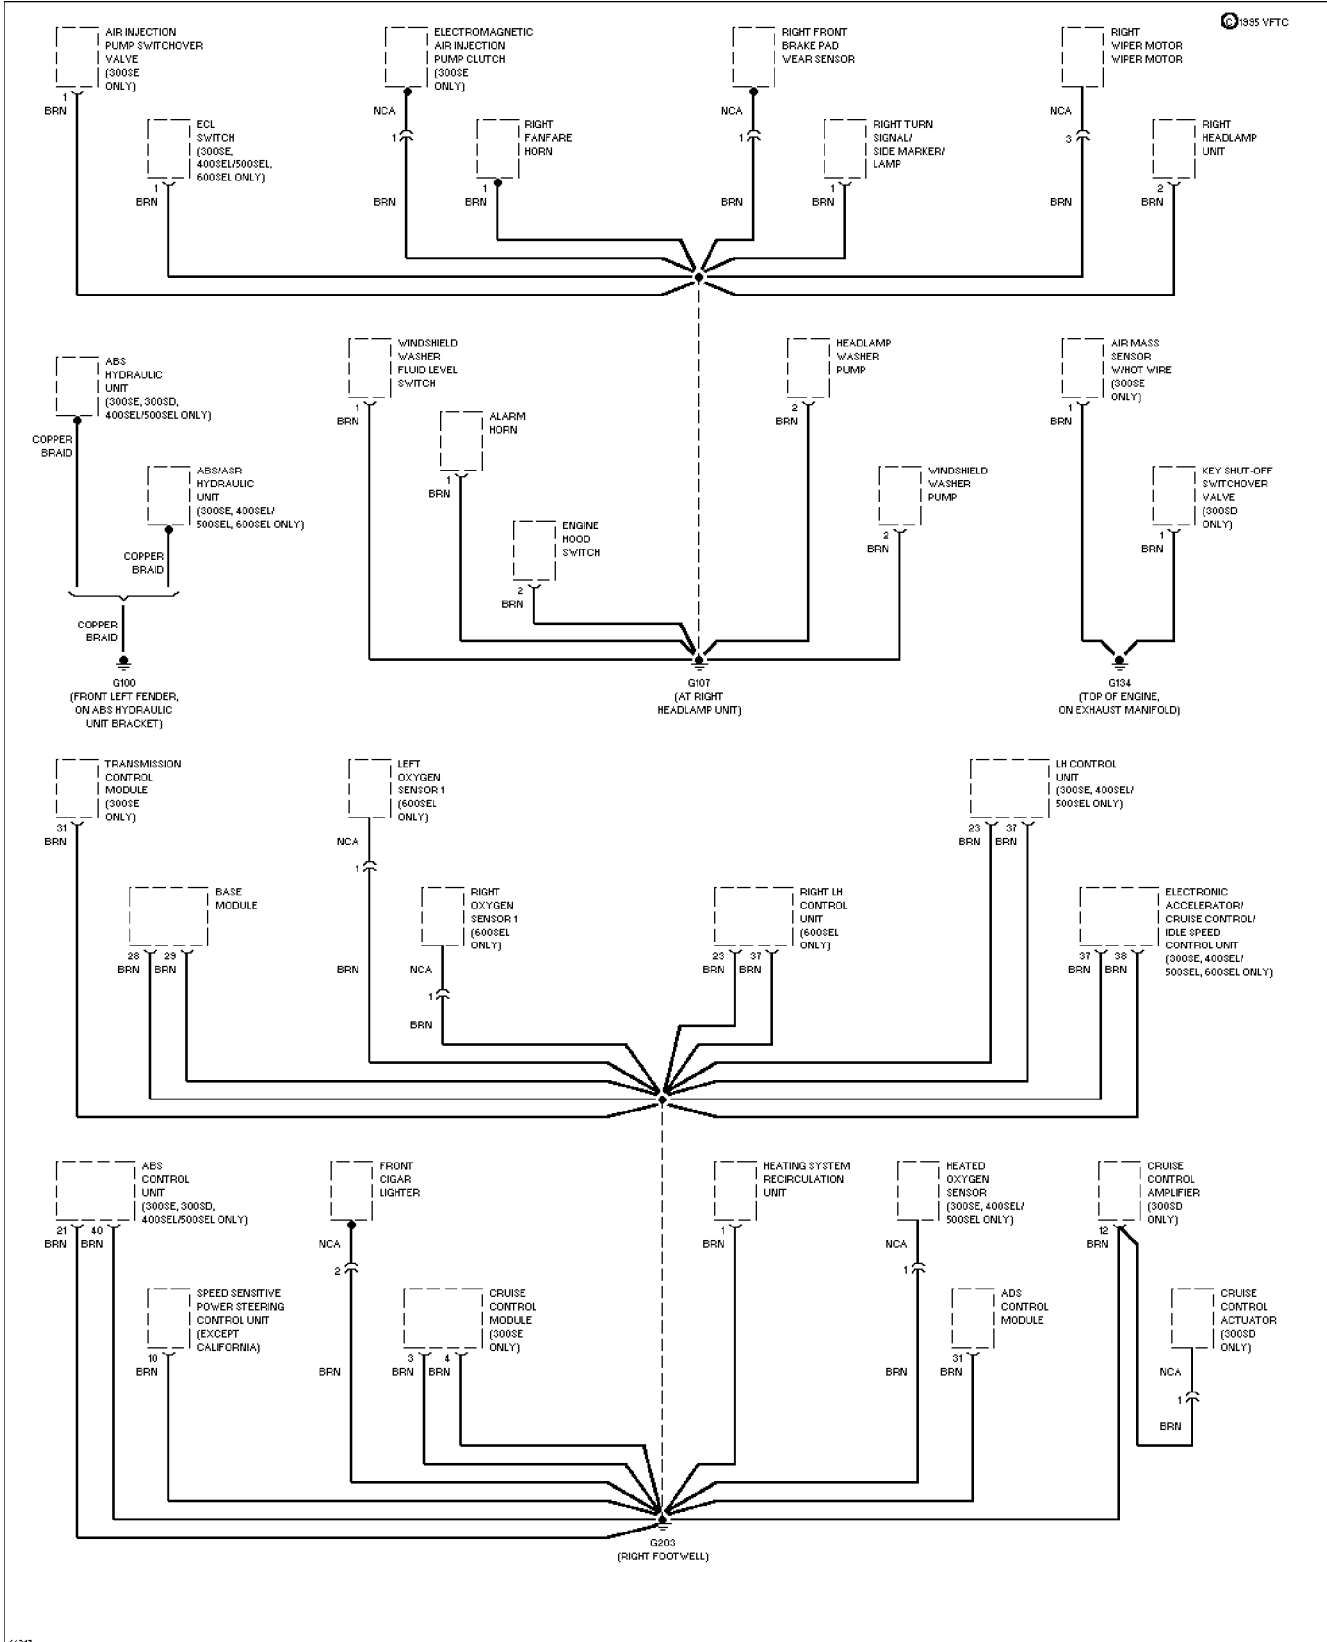 © 1995 VFTC
AIR INJECTION
PUMP SWITCHOVER
VALVE
(300SE
ONLY)
1
BRN
ELECTROMAGNETIC
AIR INJECTION
PUMP CLUTCH
(300SE
ONLY)
NCA
1
BRN
RIGHT FRONT
BRAKE PAD
WEAR SENSOR
NCA
1
BRN
RIGHT
WIPER MOTOR
WIPER MOTOR
NCA
3
BRN
ECL
SWITCH
(300SE,
400SEL/500SEL,
600SEL ONLY)
1
BRN
RIGHT
FANFARE
HORN
1
BRN
RIGHT TURN
SIGNAL/
SIDE MARKER/
LAMP
1
BRN
RIGHT
HEADLAMP
UNIT
2
BRN
ABS
HYDRAULIC
UNIT
(300SE, 300SD,
400SEL/500SEL ONLY)
COPPER
BRAID
WINDSHIELD
WASHER
FLUID LEVEL
SWITCH
1
BRN
HEADLAMP
WASHER
PUMP
2
BRN
AIR MASS
SENSOR
W/HOT WIRE
(300SE
ONLY)
1
BRN
ALARM
HORN
1
BRN
ABS/ASR
HYDRAULIC
UNIT
(300SE, 400SEL/
500SEL, 600SEL ONLY)
COPPER
BRAID
WINDSHIELD
WASHER
PUMP
2
BRN
KEY SHUT-OFF
SWITCHOVER
VALVE
(300SD
ONLY)
1
BRN
ENGINE
HOOD
SWITCH
2
BRN
COPPER
BRAID
G100
(FRONT LEFT FENDER,
ON ABS HYDRAULIC
UNIT BRACKET)
G107
(AT RIGHT
HEADLAMP UNIT)
G134
(TOP OF ENGINE,
ON EXHAUST MANIFOLD)
TRANSMISSION
CONTROL
MODULE
(300SE
ONLY)
31
BRN
LEFT
OXYGEN
SENSOR 1
(600SEL
ONLY)
NCA
1
BRN
LH CONTROL
UNIT
(300SE, 400SEL/
500SEL ONLY)
23 37
BRN BRN
BASE
MODULE
28 29
BRN BRN
RIGHT
OXYGEN
SENSOR 1
(600SEL
ONLY)
NCA
1
BRN
RIGHT LH
CONTROL
UNIT
(600SEL
ONLY)
23 37
BRN BRN
ELECTRONIC
ACCELERATOR/
CRUISE CONTROL/
IDLE SPEED
CONTROL UNIT
(300SE, 400SEL/
500SEL, 600SEL ONLY)
37 38
BRN BRN
ABS
CONTROL
UNIT
(300SE, 300SD,
400SEL/500SEL ONLY)
21 40
BRN BRN
FRONT
CIGAR
LIGHTER
NCA
2
BRN
HEATING SYSTEM
RECIRCULATION
UNIT
1
BRN
HEATED
OXYGEN
SENSOR
(300SE, 400SEL/
500SEL ONLY)
NCA
1
BRN
CRUISE
CONTROL
AMPLIFIER
(300SD
ONLY)
12
BRN
SPEED SENSITIVE
POWER STEERING
CONTROL UNIT
(EXCEPT
CALIFORNIA)
10
BRN
CRUISE
CONTROL
MODULE
(300SE
ONLY)
3 4
BRN BRN
ADS
CONTROL
MODULE
31
BRN
CRUISE
CONTROL
ACTUATOR
(300SD
ONLY)
NCA
1
BRN
G203
(RIGHT FOOTWELL)